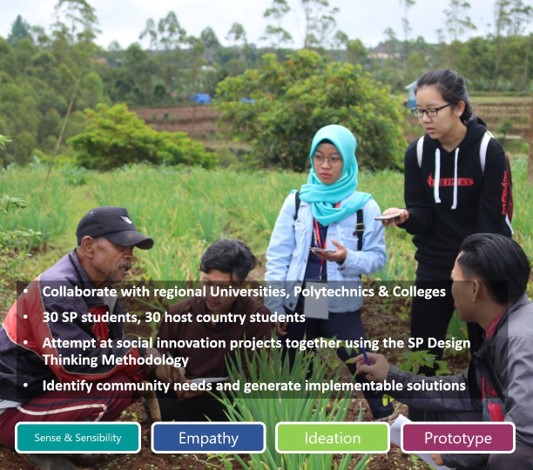 • Collaborate with regional Universities, Polytechnics & Colleges
• 30 SP students, 30 host country students
• Attempt at social innovation projects together using the SP Design
Thinking Methodology
• Identify community needs and generate implementable solutions
Sense & Sensibility
Empathy
Ideation
Prototype